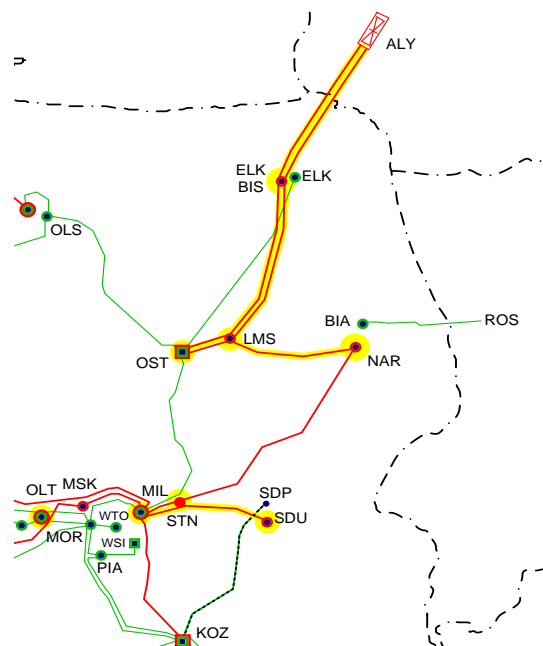 ALY
ELK
BIS
ELK
OLS
BIA
ROS
LMS
OST
NAR
MSK
OLT
MIL
SDP
WTO
STN
SDU
MOR
WSI
PIA
KOZ